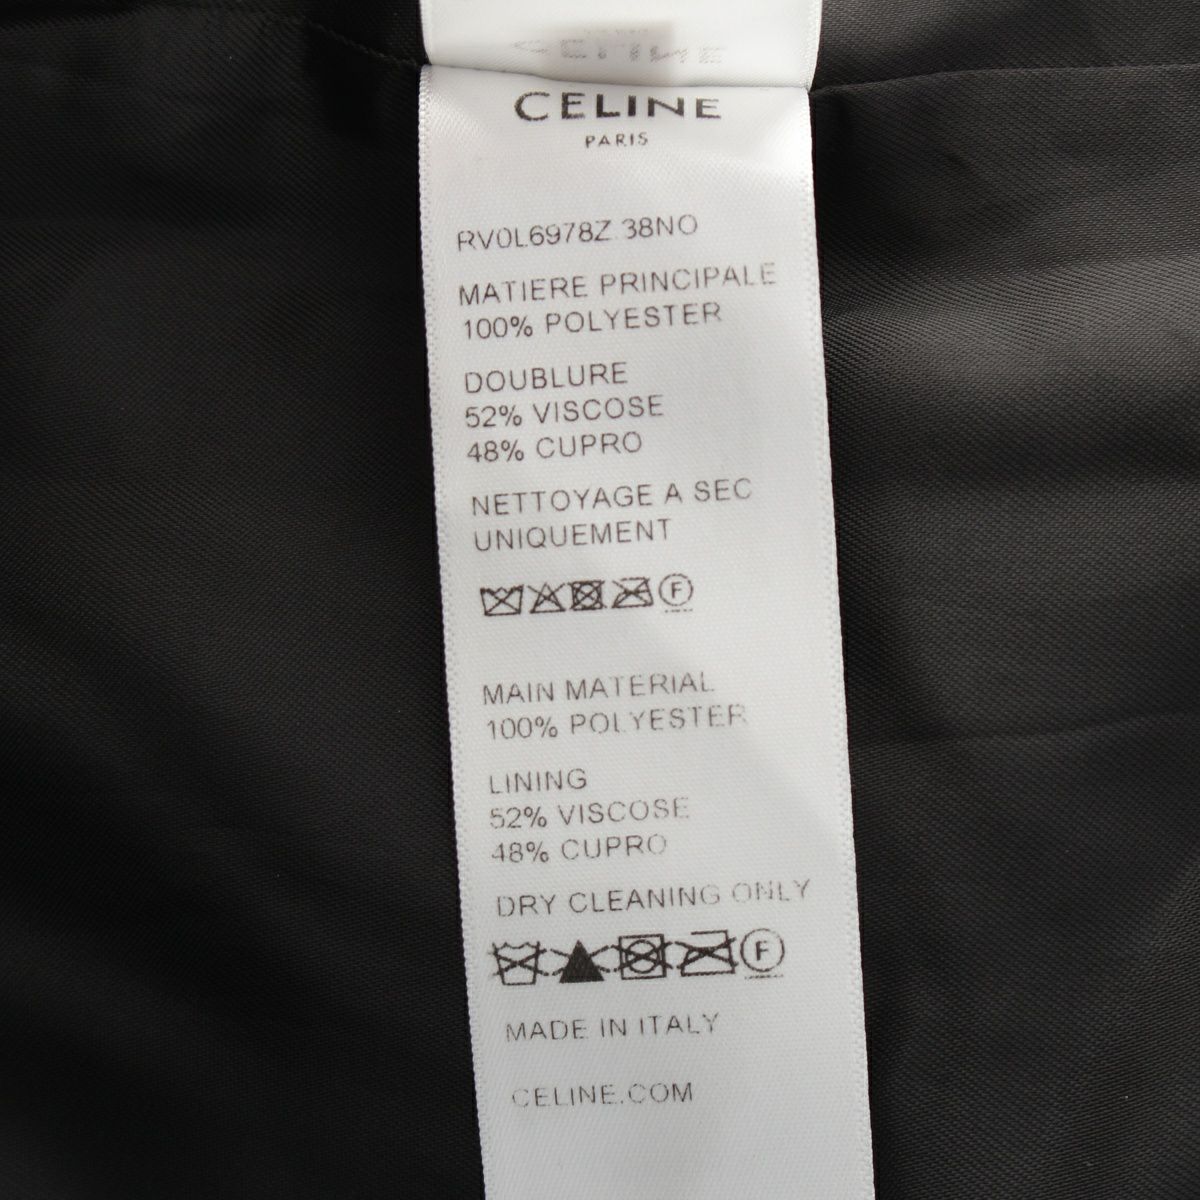 CELINE
PARIS
RV0L6978Z 38NO
MATIERE PRINCIPALE
100% POLYESTER
DOUBLURE
52% VISCOSE
48% CUPRO
NETTOYAGE A SEC
UNIQUEMENT
F
MAIN MATERIAL
100% POLYESTER
LINING
52% VISCOSE
48% CUPRO
DRY CLEANING ONLY
F
MADE IN ITALY
CELINE.COM